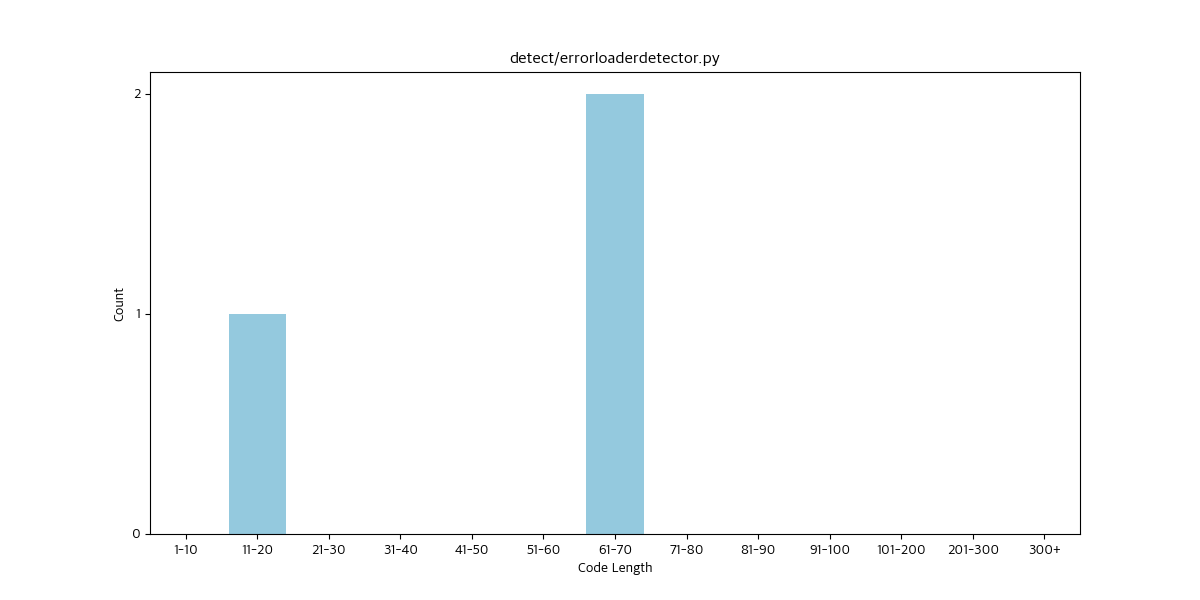 detect/errorloaderdetector.py
2
1
0
Count
1-10 11-20 21-30 31-40 41-50 51-60 61-70 71-80 81-90 91-100 101-200 201-300 300+
Code Length